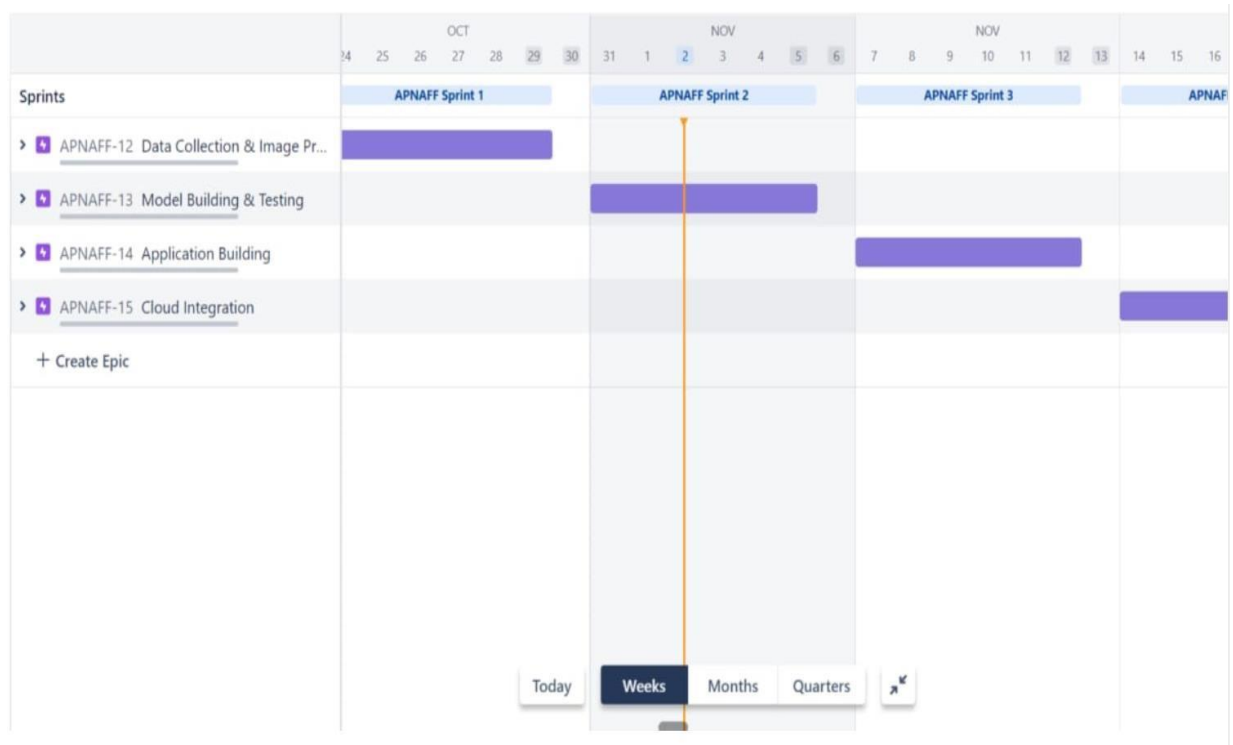 OCT NOV NOV
24 25 26 27 28 29 30 31 1 2 3 4 5 6 7 8 9 10 11 12 13 14 15 16
Sprints APNAFF Sprint 1 APNAFF Sprint 2 APNAFF Sprint 3 APNAF
APNAFF-12 Data Collection & Image Pr...
APNAFF-13 Model Building & Testing
APNAFF-14 Application Building
APNAFF-15 Cloud Integration
+ Create Epic
Today Weeks Months Quarters